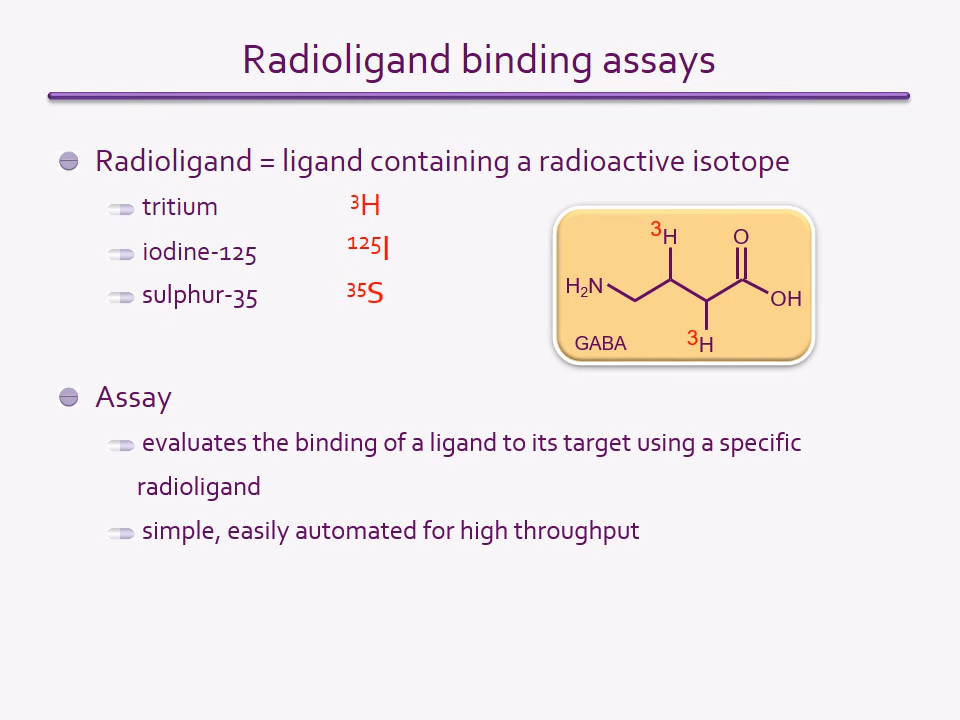 Radioligand binding assays
Radioligand = ligand containing a radioactive isotope
tritium ³H
iodine-125 ¹²⁵I
sulphur-35 ³⁵S
³H O
H₂N
OH
GABA ³H
Assay
evaluates the binding of a ligand to its target using a specific
radioligand
simple, easily automated for high throughput